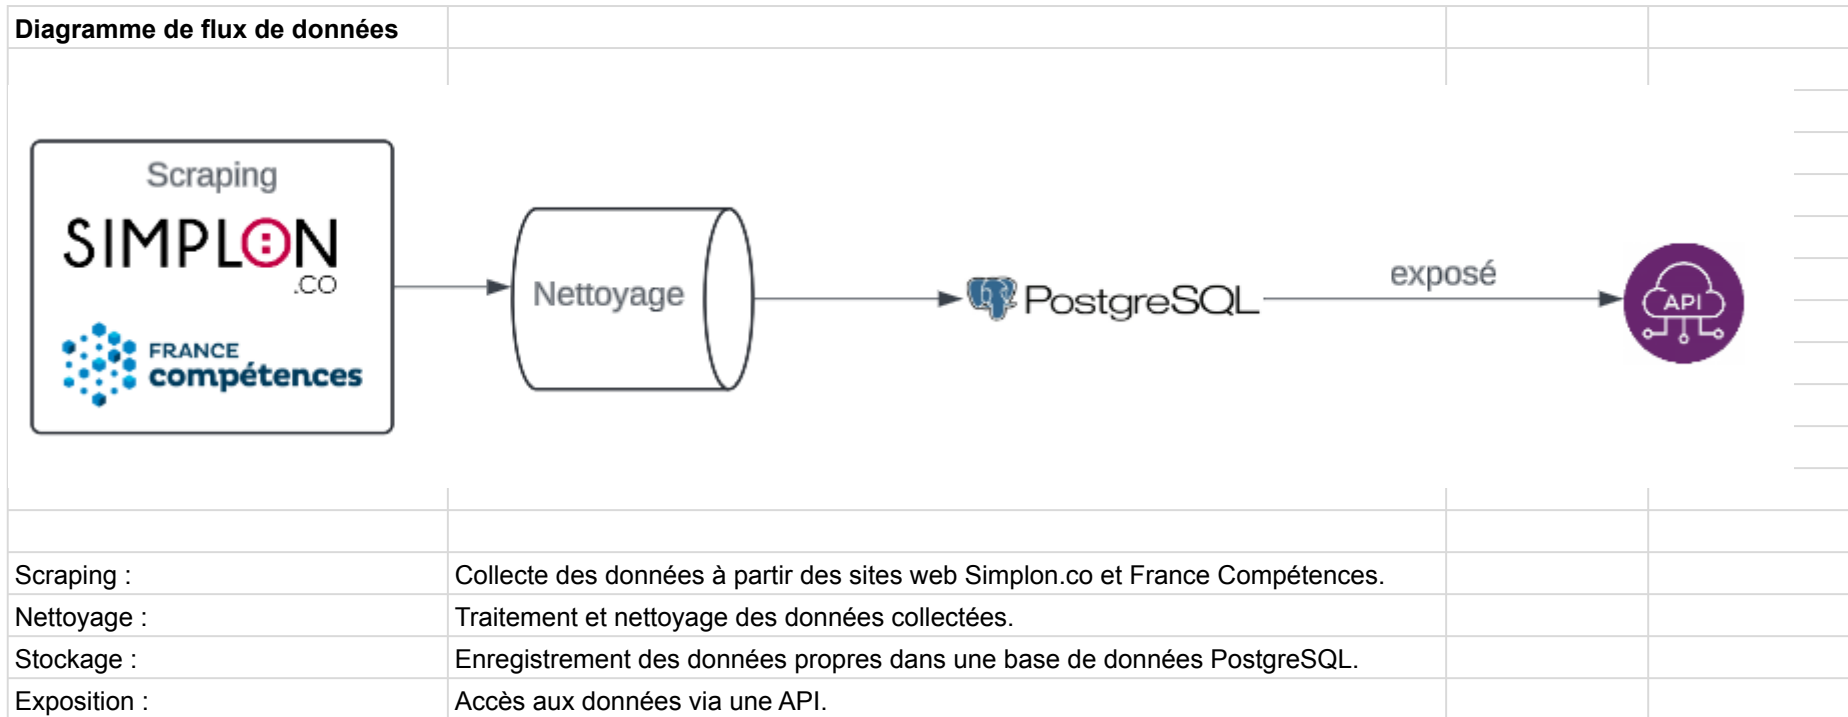 Diagramme de flux de données
Scraping
SIMPLON
.CO
FRANCE
compétences
Nettoyage
PostgreSQL
exposé
API
Scraping : Collecte des données à partir des sites web Simplon.co et France Compétences.
Nettoyage : Traitement et nettoyage des données collectées.
Stockage : Enregistrement des données propres dans une base de données PostgreSQL.
Exposition : Accès aux données via une API.